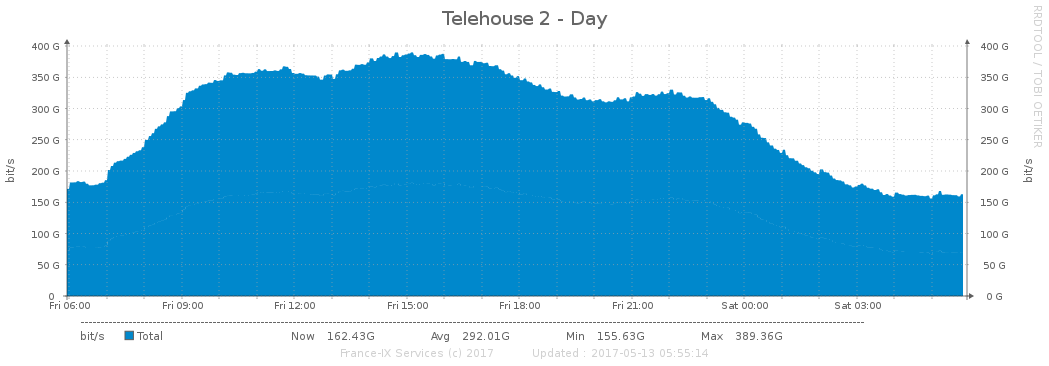 Telehouse 2 - Day
RRDTOOL / TOBI OETIKER
bit/s
bit/s
400 G 400 G
350 G 350 G
300 G 300 G
250 G 250 G
200 G 200 G
150 G 150 G
100 G 100 G
50 G 50 G
0 0 G
Fri 06:00 Fri 09:00 Fri 12:00 Fri 15:00 Fri 18:00 Fri 21:00 Sat 00:00 Sat 03:00
bit/s Total Now 162.43G Avg 292.01G Min 155.63G Max 389.36G
France-IX Services (c) 2017 Updated : 2017-05-13 05:55:14